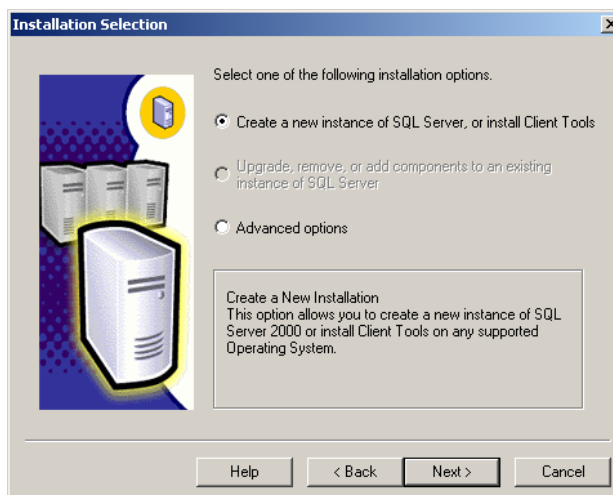 Installation Selection
Select one of the following installation options.
Create a new instance of SQL Server, or install Client Tools
Upgrade, remove, or add components to an existing
instance of SQL Server
Advanced options
Create a New Installation
This option allows you to create a new instance of SQL
Server 2000 or install Client Tools on any supported
Operating System.
Help
< Back
Next >
Cancel